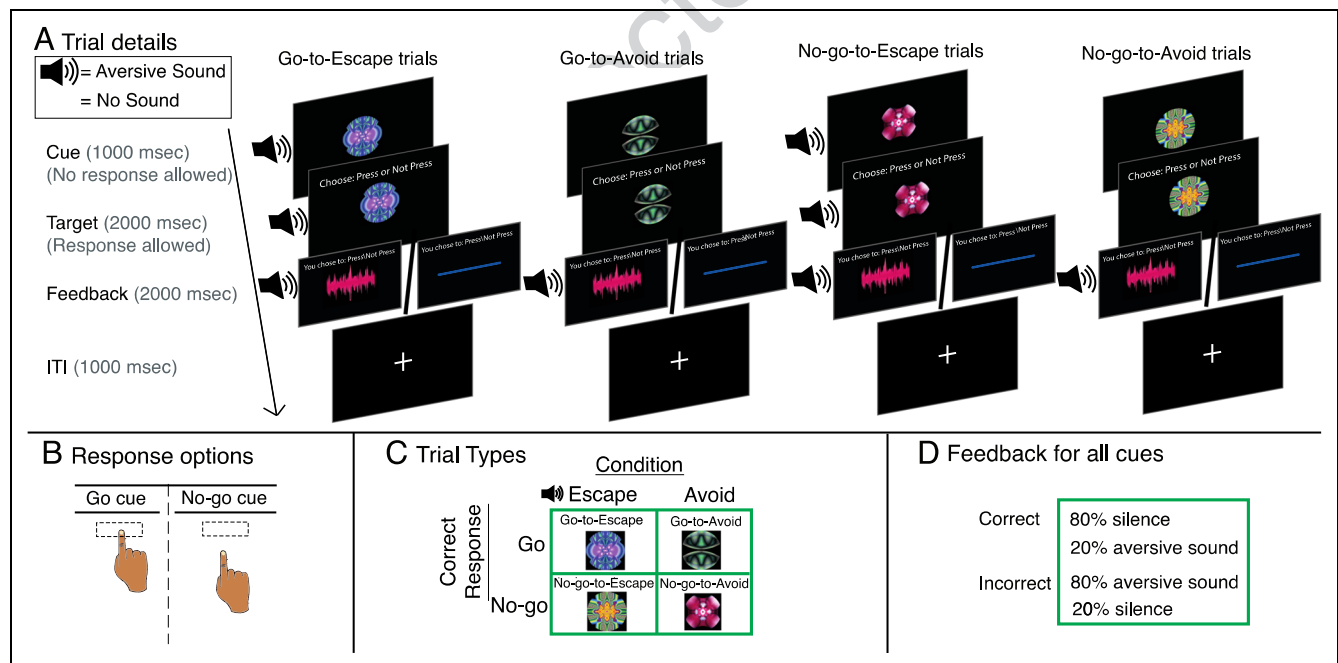 A Trial details
= Aversive Sound
= No Sound
Go-to-Escape trials
Go-to-Avoid trials
No-go-to-Escape trials
No-go-to-Avoid trials
Cue (1000 msec)
(No response allowed)
Target (2000 msec)
(Response allowed)
Feedback (2000 msec)
ITI (1000 msec)
Choose: Press or Not Press
You chose to: Press\Not Press
You chose to: Press\Not Press
Choose: Press or Not Press
You chose to: Press\Not Press
You chose to: Press\Not Press
Choose: Press or Not Press
You chose to: Press\Not Press
You chose to: Press\Not Press
Choose: Press or Not Press
You chose to: Press\Not Press
You chose to: Press\Not Press
B Response options
Go cue
No-go cue
C Trial Types
Condition
Escape Avoid
Correct
Response
Go
No-go
Go-to-Escape
Go-to-Avoid
No-go-to-Escape
No-go-to-Avoid
D Feedback for all cues
Correct
80% silence
20% aversive sound
Incorrect
80% aversive sound
20% silence